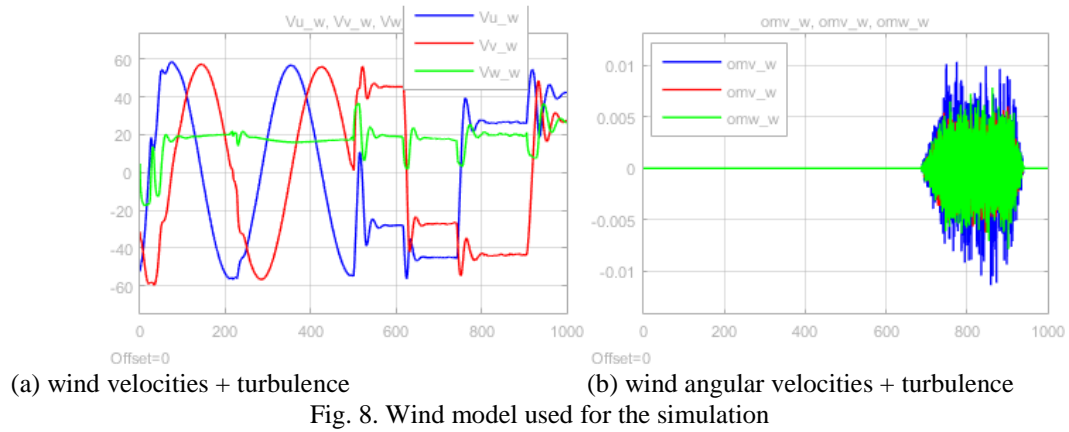 Vu_w, Vv_w, Vw
Vu_w
Vv_w
Vw_w
60
40
20
0
-20
-40
-60
0 200 400 600 800 1000
Offset=0
omv_w, omv_w, omw_w
omv_w
omv_w
omw_w
0.01
0.005
0
-0.005
-0.01
0 200 400 600 800 1000
Offset=0
(a) wind velocities + turbulence
(b) wind angular velocities + turbulence
Fig. 8. Wind model used for the simulation